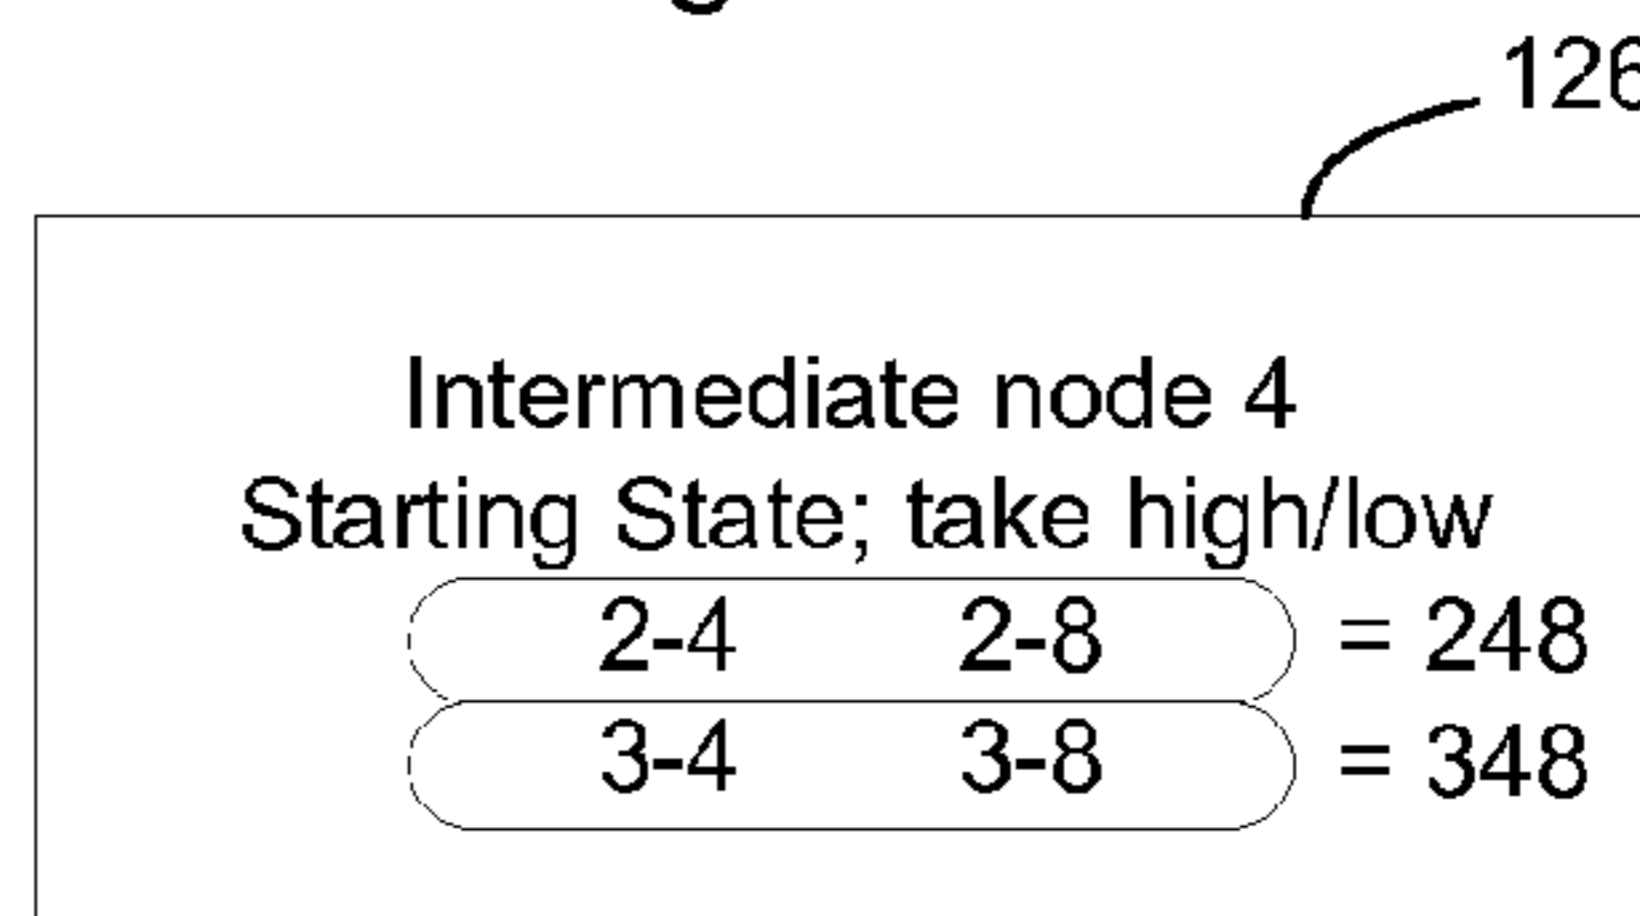 126
Intermediate node 4
Starting State; take high/low
2-4 2-8 = 248
3-4 3-8 = 348